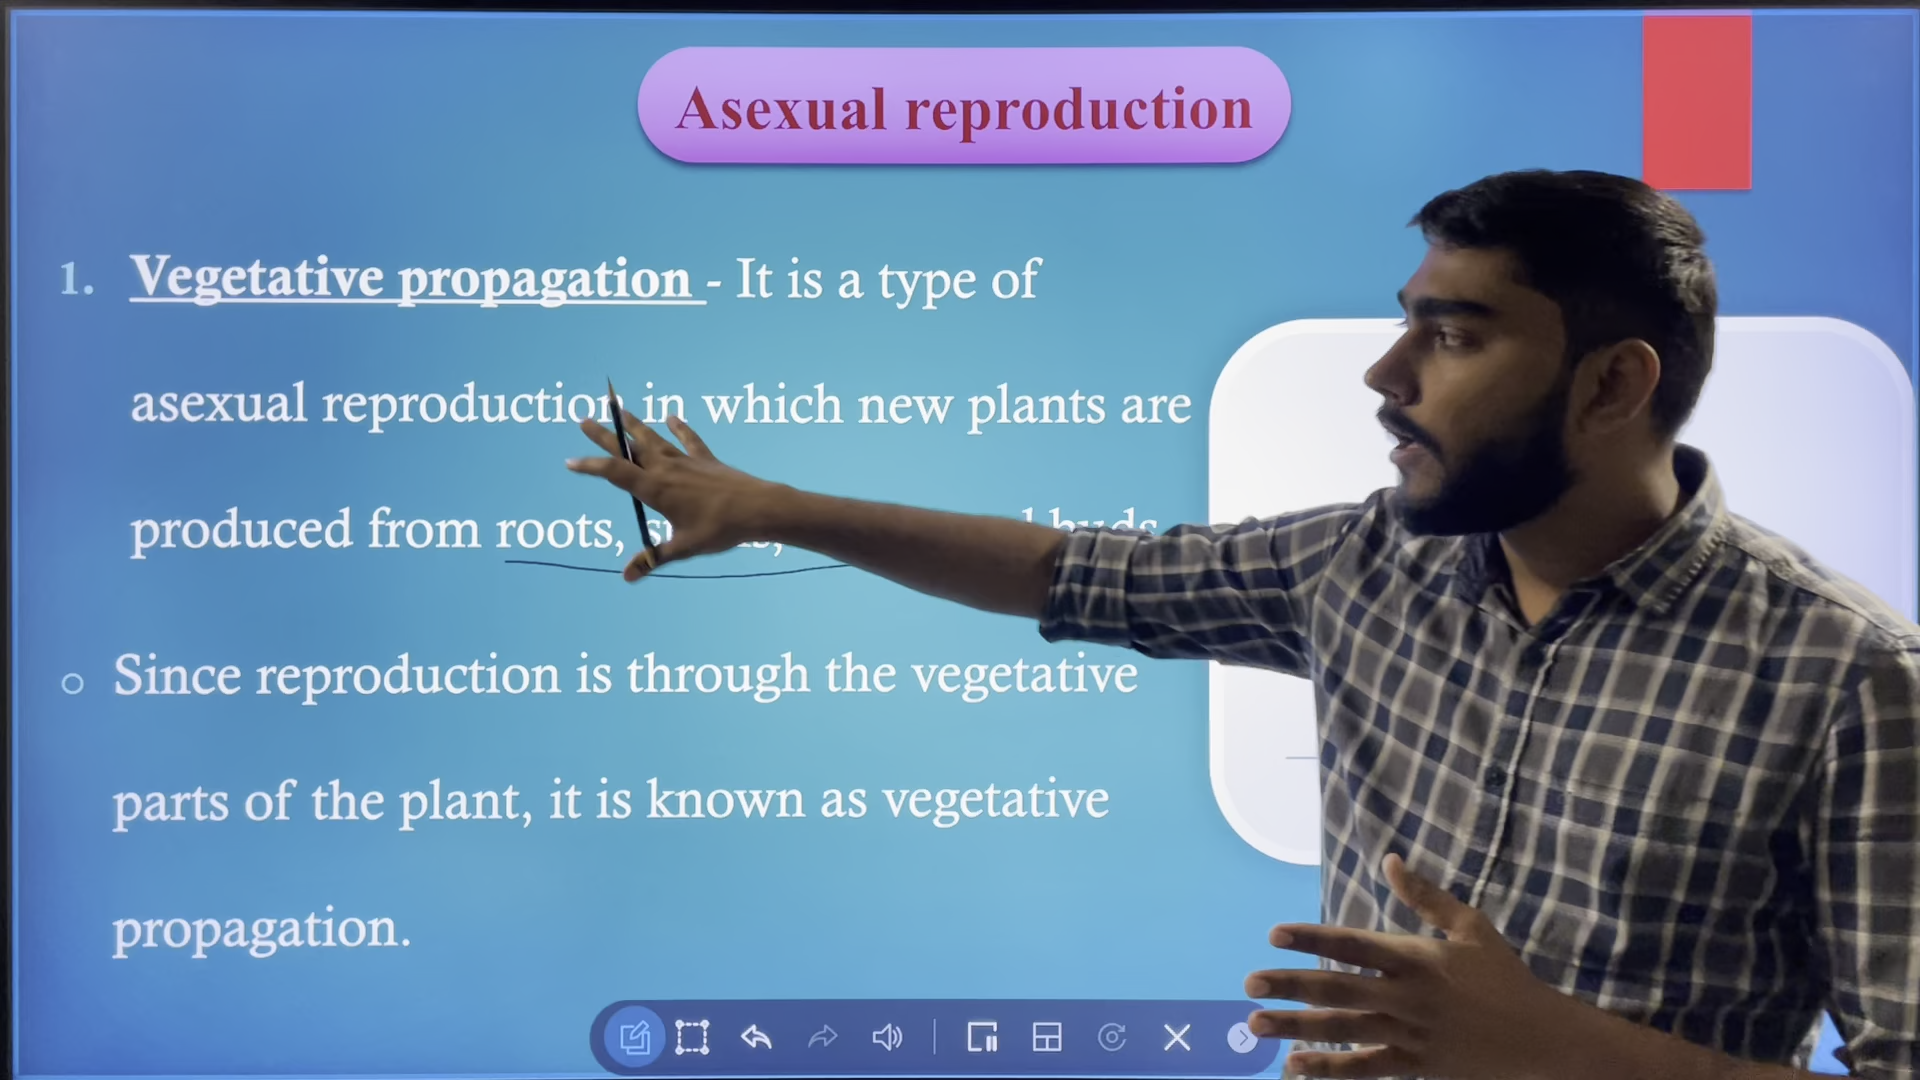 Asexual reproduction
1. Vegetative propagation - It is a type of
asexual reproduction in which new plants are
produced from roots, buds
Since reproduction is through the vegetative
parts of the plant, it is known as vegetative
propagation.